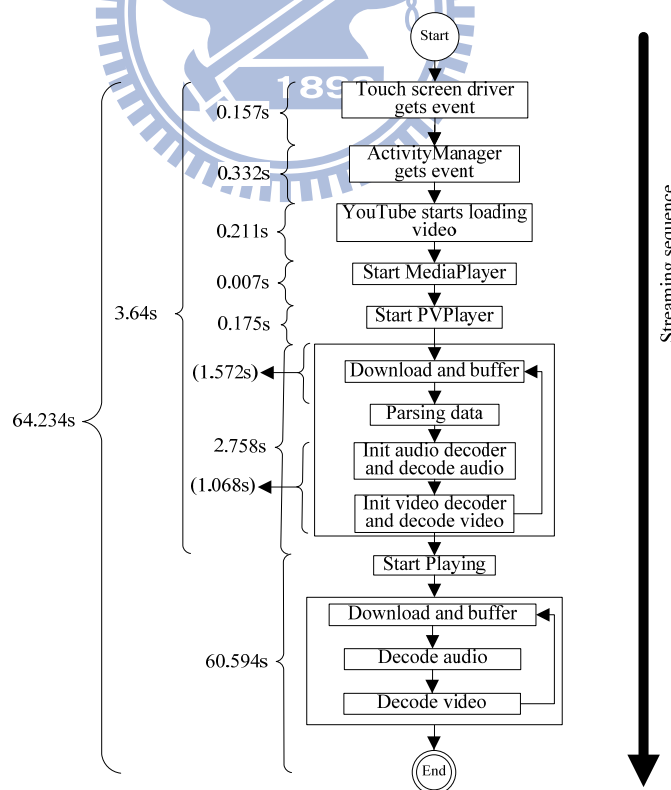 Start
189
Touch screen driver
gets event
0.157s
ActivityManager
gets event
0.332s
YouTube starts loading
video
0.211s
Start MediaPlayer
0.007s
3.64s
Start PVPlayer
0.175s
Download and buffer
(1.572s)
Parsing data
64.234s
2.758s
Init audio decoder
and decode audio
(1.068s)
Init video decoder
and decode video
Start Playing
Download and buffer
60.594s
Decode audio
Decode video
End
Streaming sequence